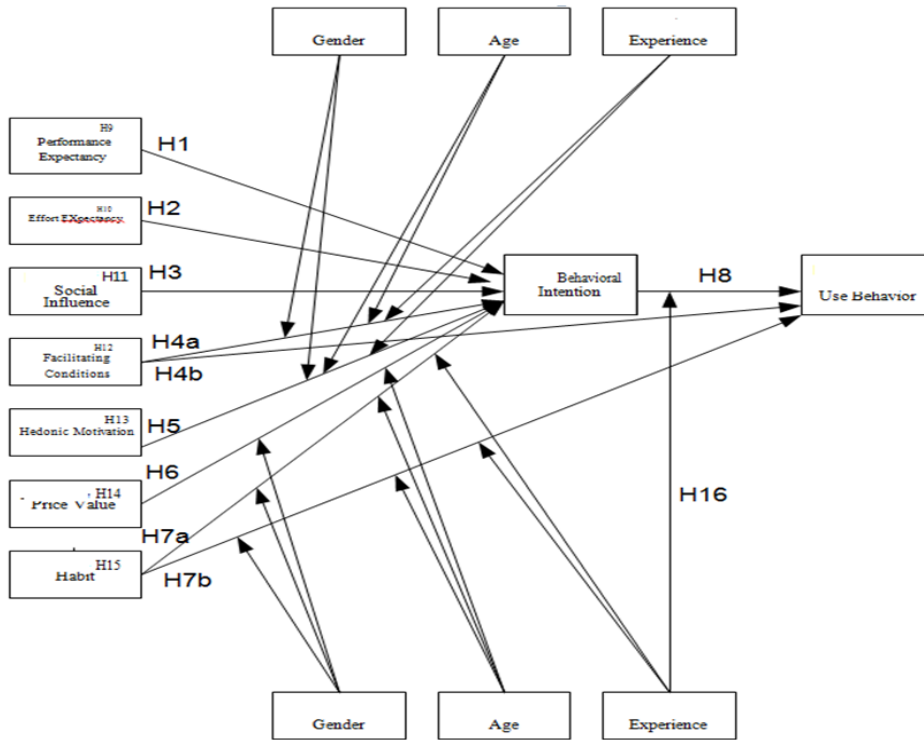 Gender
Age
Experience
H9
Performance
Expectancy
H1
H10
Effort EXpectancy
H2
H11
Social
Influence
H3
Behavioral
Intention
H8
Use Behavior
H12
Facilitating
Conditions
H4a
H4b
H13
Hedonic Motivation
H5
H6
H14
Price Value
H16
H7a
H15
Habit
H7b
Gender
Age
Experience